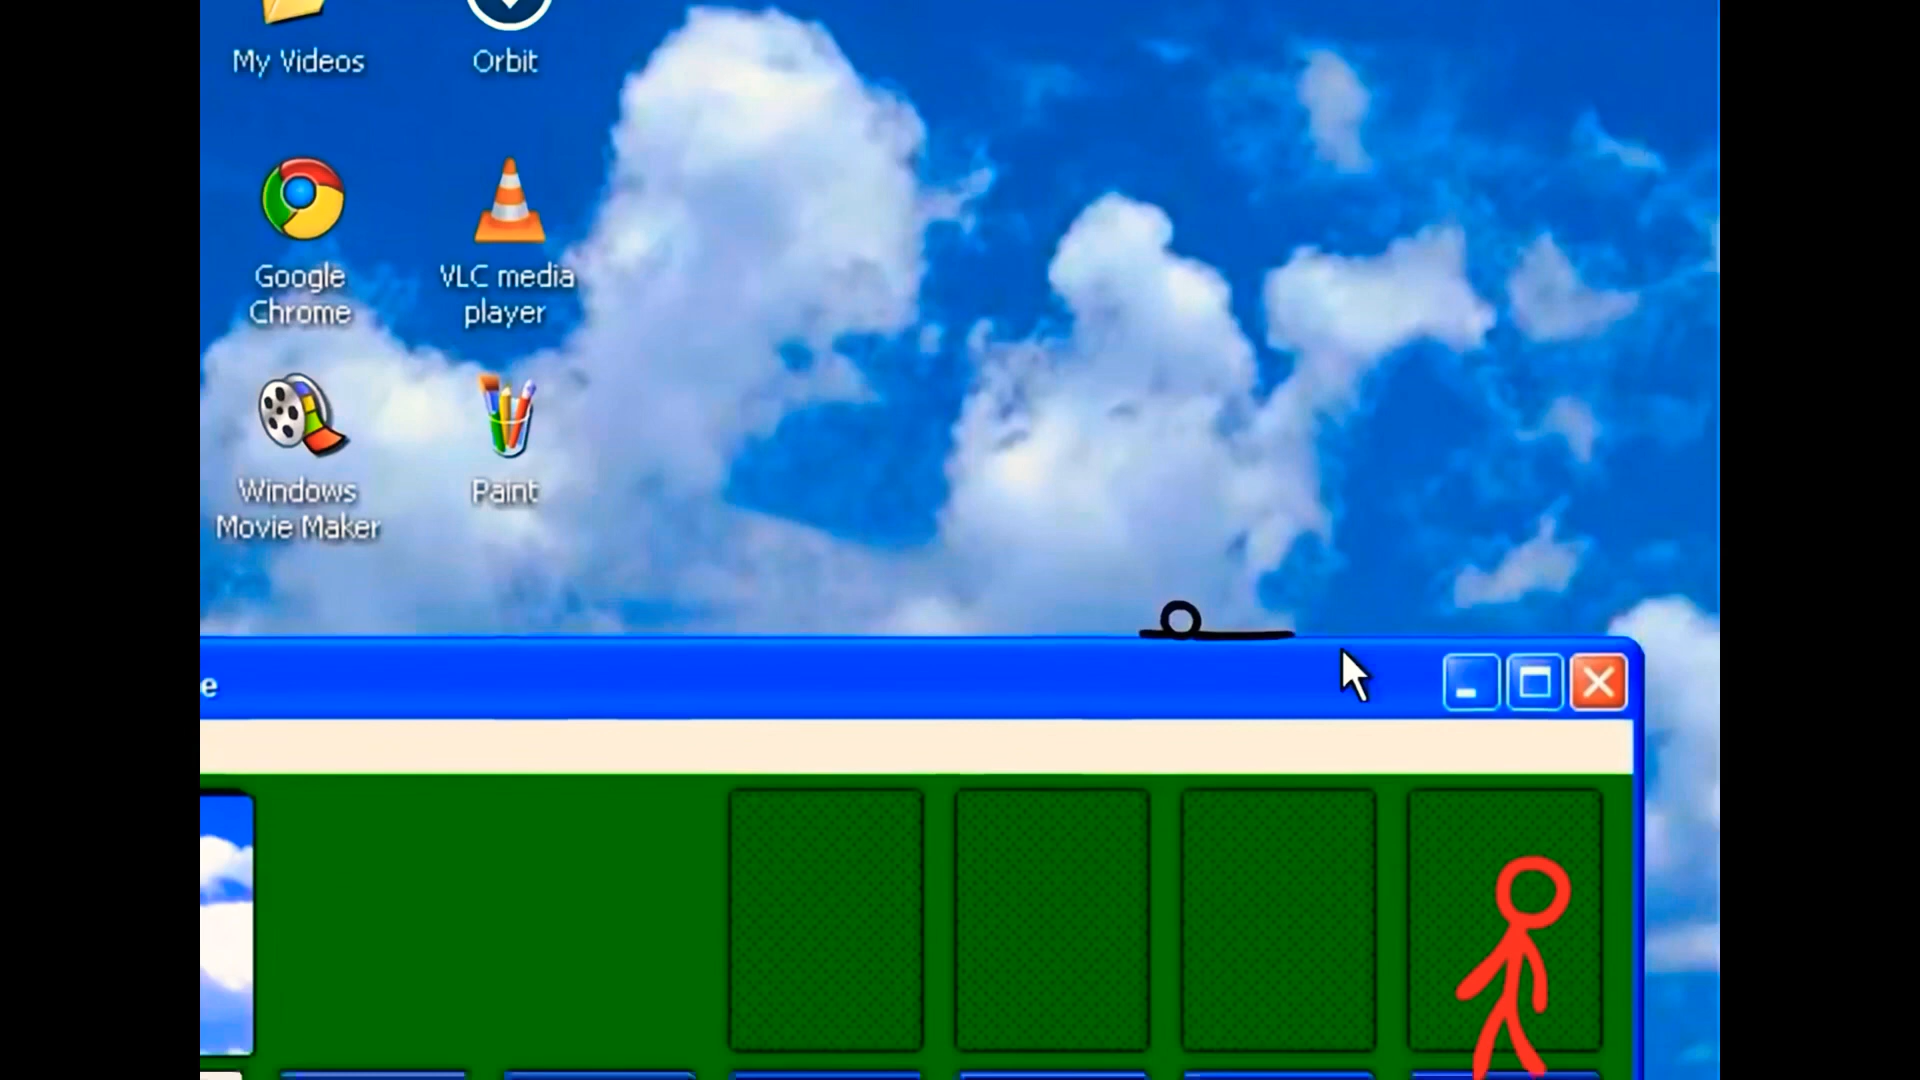 My Videos
Orbit
Google
Chrome
VLC media
player
Windows
Movie Maker
Paint
e